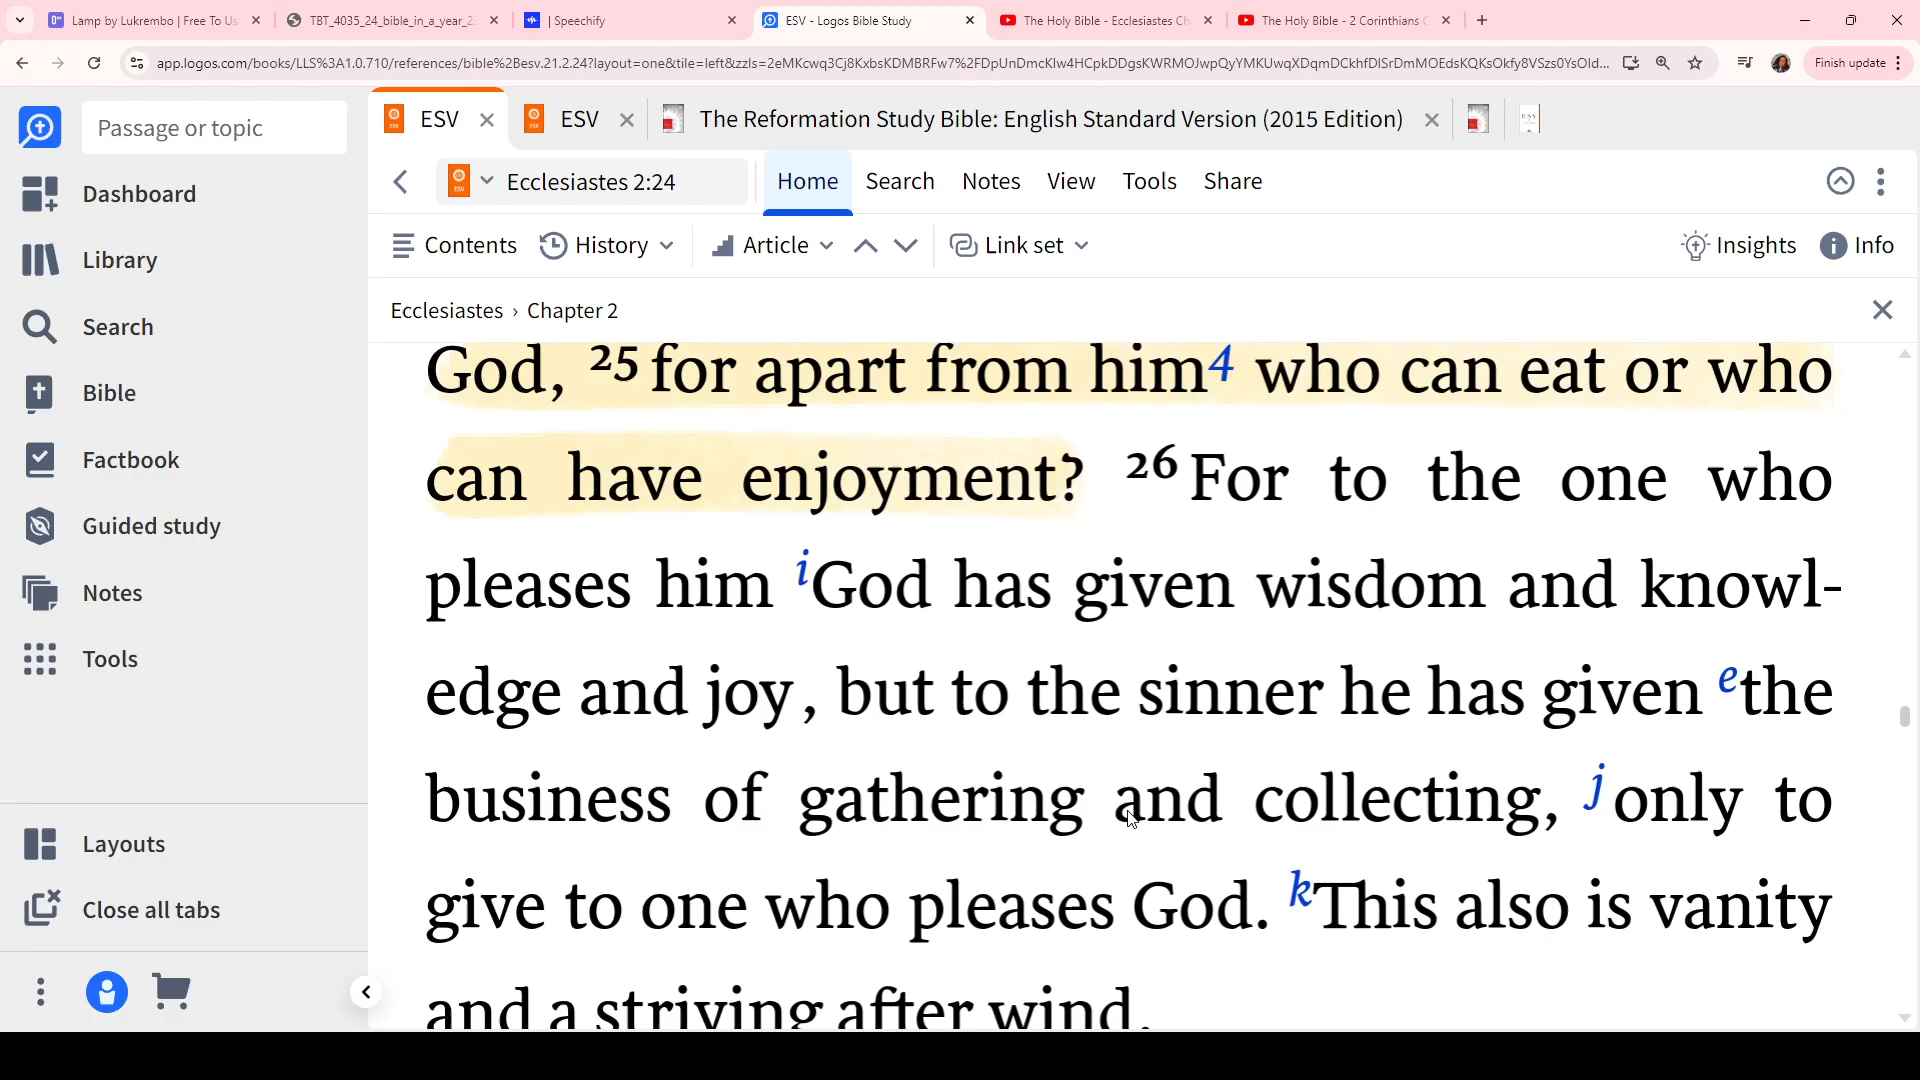 Lamp by Lukrembo | Free To Us
TBT_4035_24_bible_in_a_year_2
| Speechify
ESV - Logos Bible Study
The Holy Bible - Ecclesiastes Ch
The Holy Bible - 2 Corinthians C
Finish update
Passage or topic
Dashboard
Library
Search
Bible
Factbook
Guided study
Notes
Tools
Layouts
Close all tabs
ESV
ESV
The Reformation Study Bible: English Standard Version (2015 Edition)
Ecclesiastes 2:24
Home
Search
Notes
View
Tools
Share
Contents
History
Article
Link set
Insights
Info
Ecclesiastes › Chapter 2
God, 25 for apart from him4 who can eat or who
can have enjoyment? 26 For to the one who
pleases him iGod has given wisdom and knowl-
edge and joy, but to the sinner he has given ethe
business of gathering and collecting, jonly to
give to one who pleases God. kThis also is vanity
and a striving after wind.